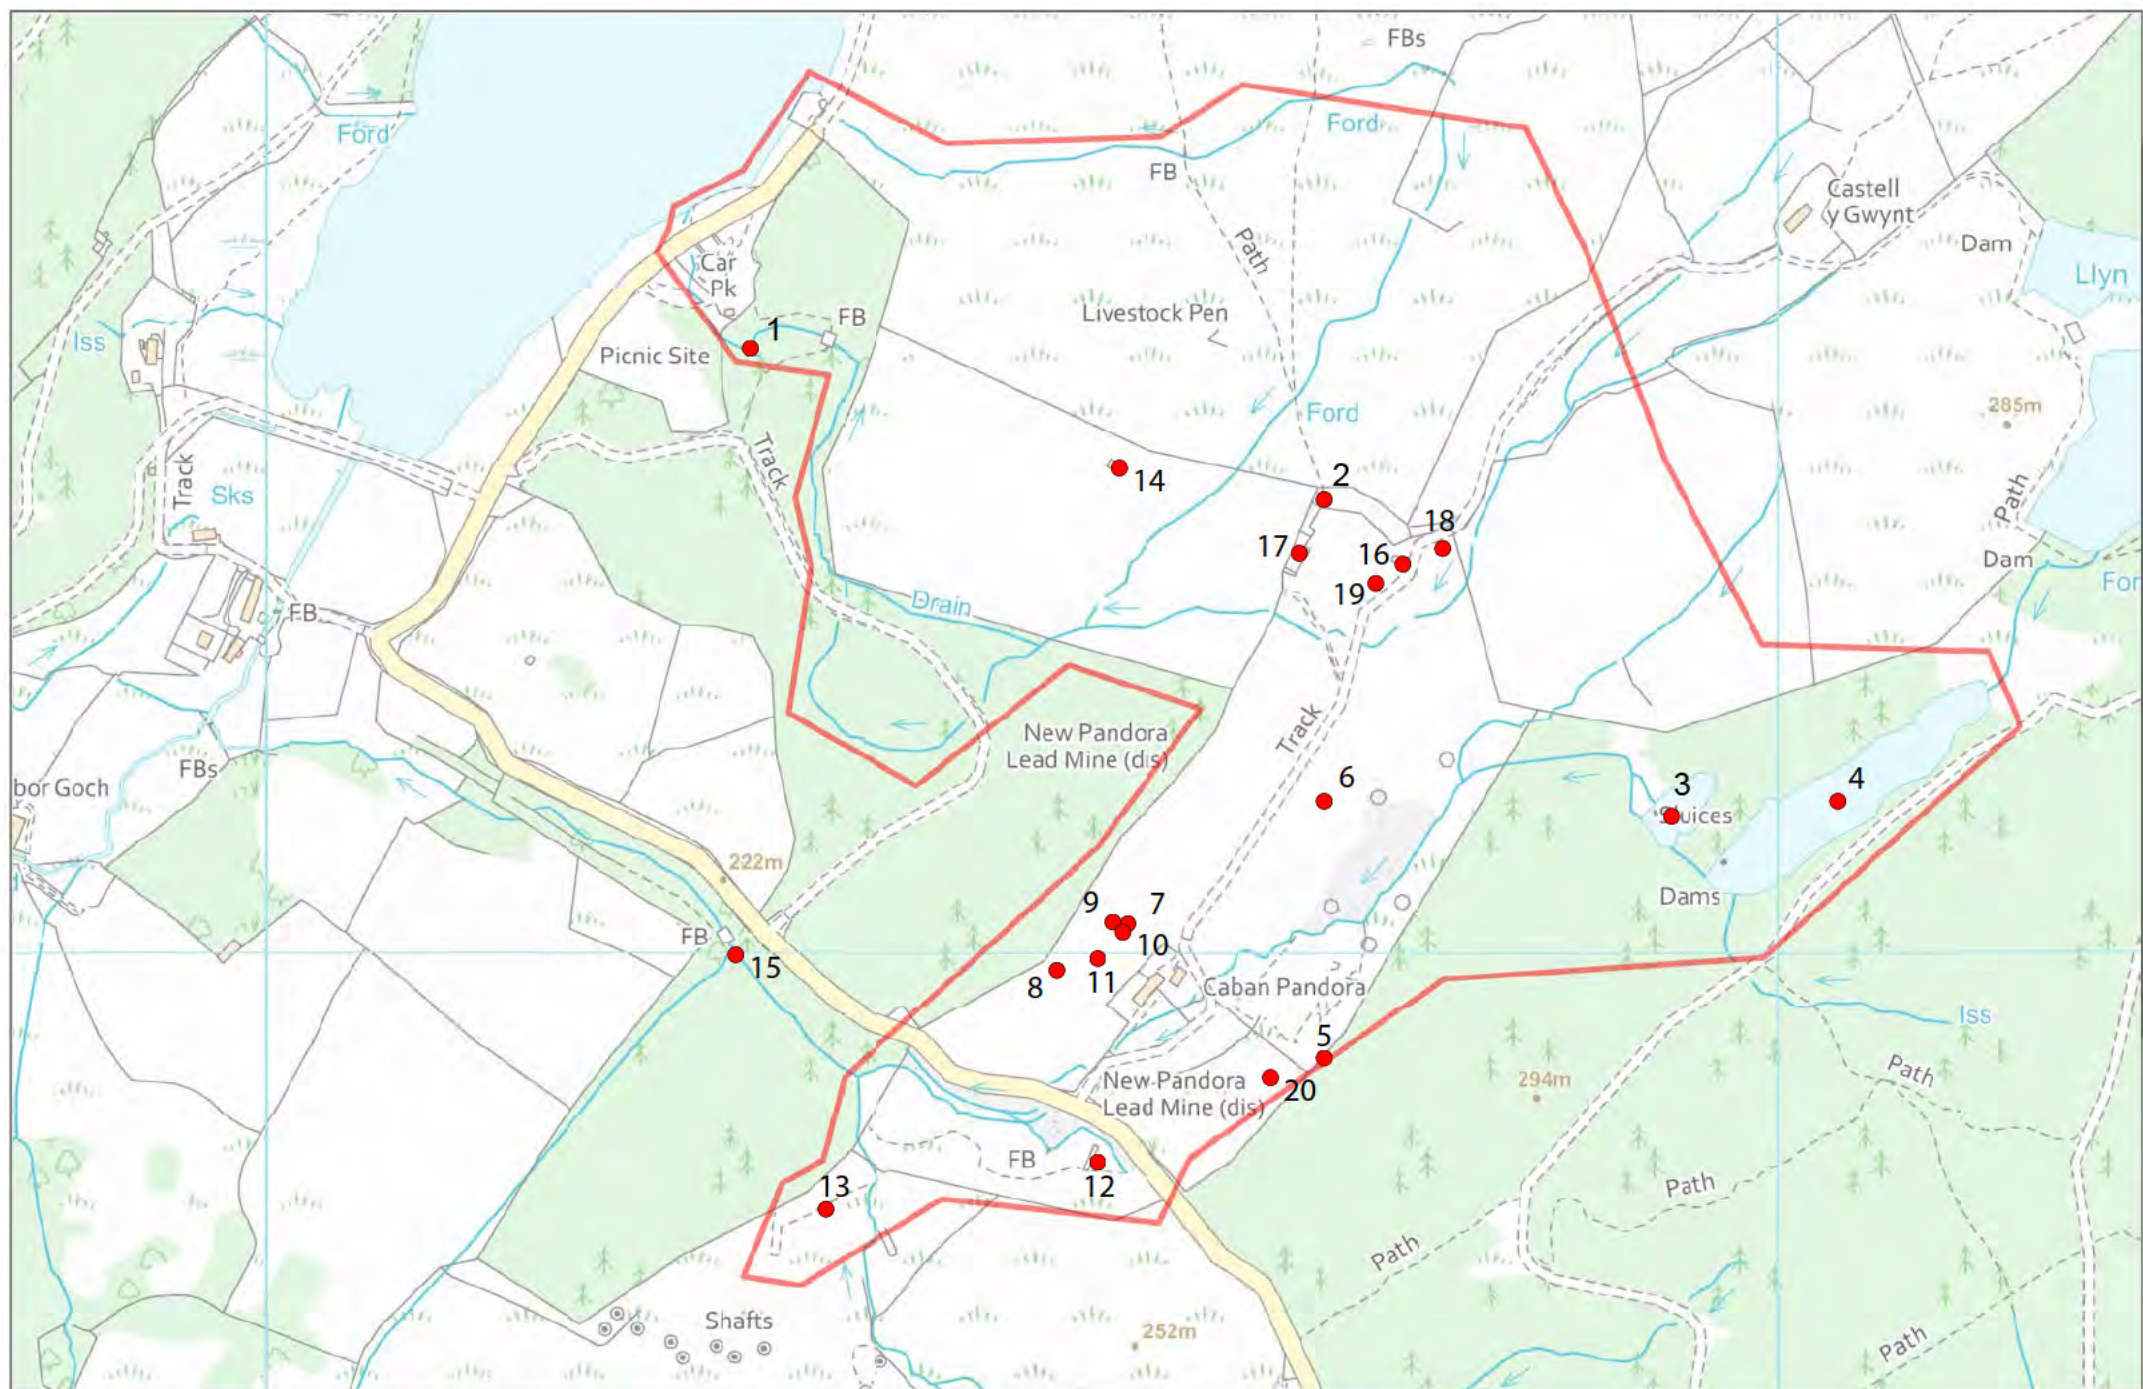 FBs
Ford
Ford
FB
Castell
y Gwynt
Dam
Path
Llyn
Car
Pk
Livestock Pen
FB
1
Iss
Picnic Site
Ford
285m
Track
Track
14
2
Path
Sks
18
17
16
Dam
19
For
Drain
FB
New Pandora
Lead Mine (dis)
Track
FBs
bor Goch
6
3
4
Sluices
222m
Dams
9
7
FB
10
15
8
11
Caban Pandora
Iss
5
Path
New Pandora
Lead Mine (dis)
20
294m
FB
12
13
Path
Path
Shafts
252m
Path